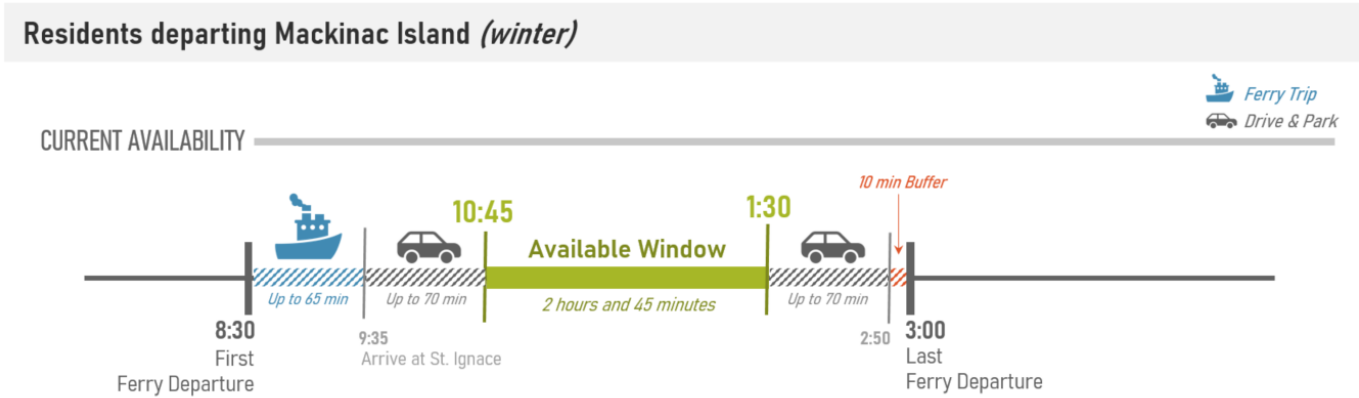 Residents departing Mackinac Island (winter)
Ferry Trip
Drive & Park
CURRENT AVAILABILITY
10 min Buffer
10:45
1:30
Available Window
Up to 65 min
Up to 70 min
2 hours and 45 minutes
Up to 70 min
8:30
First
Ferry Departure
9:35
Arrive at St. Ignace
2:50
3:00
Last
Ferry Departure